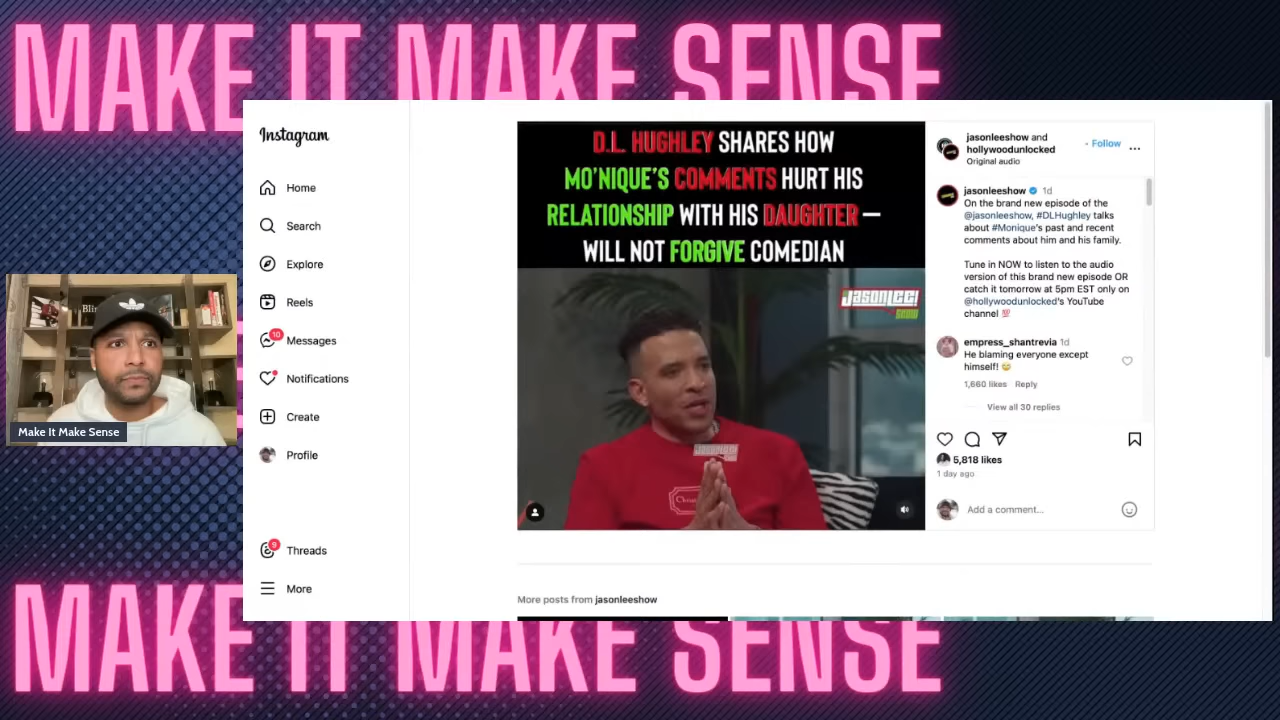 MAKE IT MAKE SENSE
Instagram
Home
Search
Explore
Reels
10
Messages
Notifications
Create
Profile
9
Threads
More
D.L. HUGHLEY SHARES HOW
MO'NIQUE'S COMMENTS HURT HIS
RELATIONSHIP WITH HIS DAUGHTER —
WILL NOT FORGIVE COMEDIAN
JASON LEE!
SHOW
jasonleeshow and
hollywoodunlocked
Original audio
• Follow
...
jasonleeshow 1d
On the brand new episode of the
@jasonleeshow, #DLHughley talks
about #Monique's past and recent
comments about him and his family.
Tune in NOW to listen to the audio
version of this brand new episode OR
catch it tomorrow at 5pm EST only on
@hollywoodunlocked's YouTube
channel 💯
empress_shantrevia 1d
He blaming everyone except
himself! 😂
1,660 likes Reply
View all 30 replies
5,818 likes
1 day ago
Add a comment...
More posts from jasonleeshow
Make It Make Sense
MAKE IT MAKE SENSE